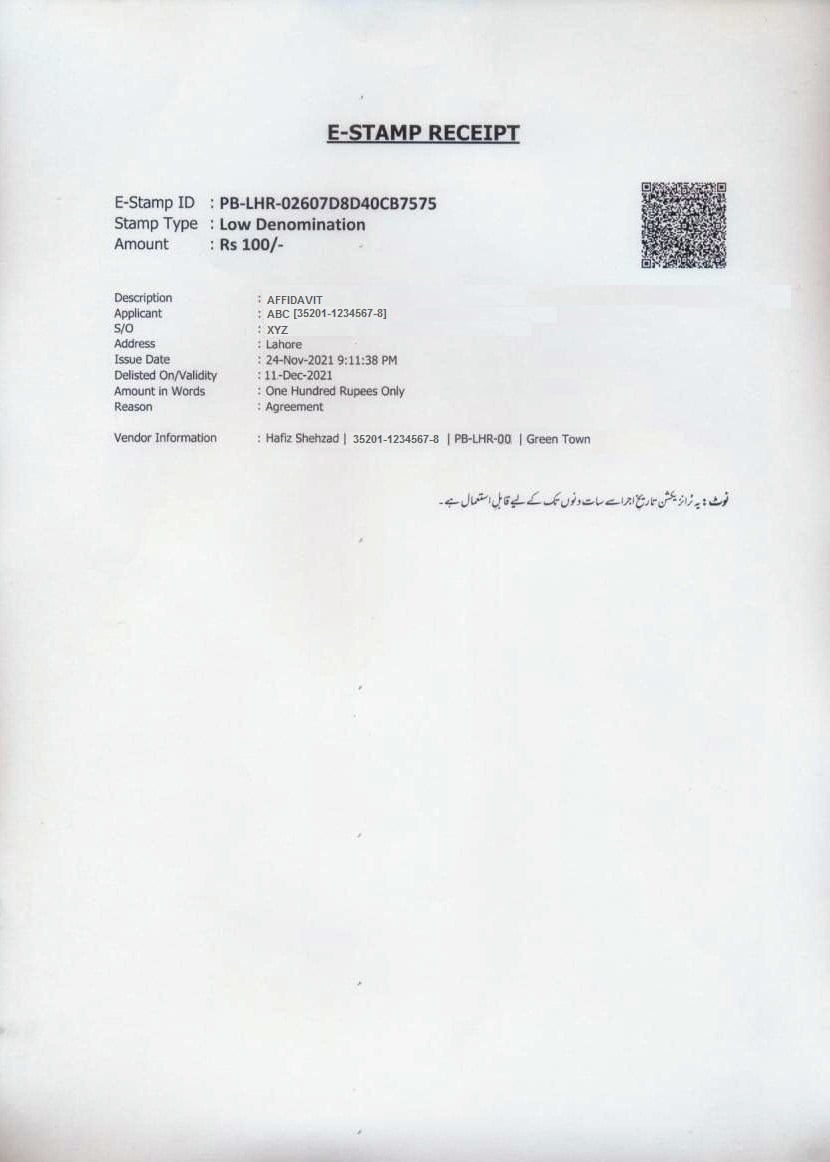 E-STAMP RECEIPT
E-Stamp ID : PB-LHR-02607D8D40CB7575
Stamp Type : Low Denomination
Amount : Rs 100/-
Description : AFFIDAVIT
Applicant : ABC [35201-1234567-8]
S/O : XYZ
Address : Lahore
Issue Date : 24-Nov-2021 9:11:38 PM
Delisted On/Validity : 11-Dec-2021
Amount in Words : One Hundred Rupees Only
Reason : Agreement
Vendor Information : Hafiz Shehzad | 35201-1234567-8 | PB-LHR-00 | Green Town
نوٹ : یہ ٹرانزیکشن تاریخ اجرا سے سات دنوں تک کے لیے قابل استعمال ہے۔